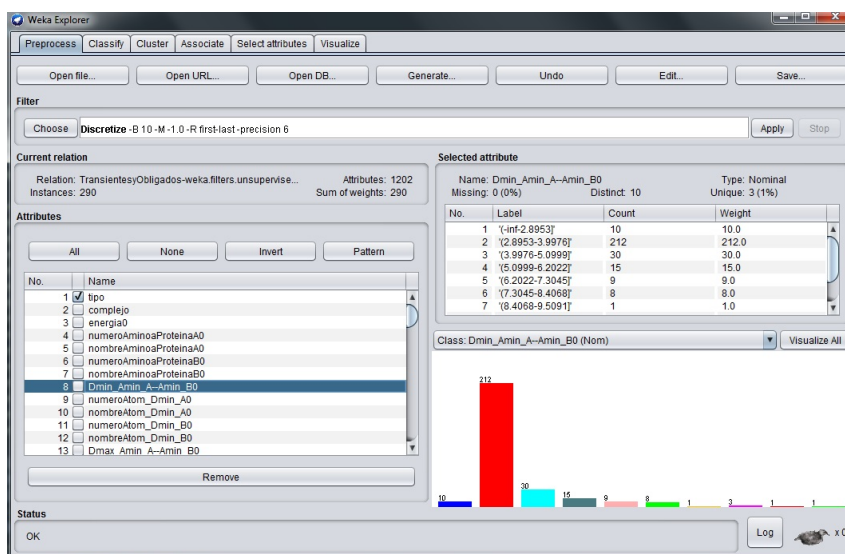 Weka Explorer
Preprocess Classify Cluster Associate Select attributes Visualize
Open file... Open URL... Open DB... Generate... Undo Edit... Save...
Filter
Choose Discretize -B 10 -M -1.0 -R first-last -precision 6 Apply Stop
Current relation
Relation: TransientesyObligados-weka.filters.unsupervise... Attributes: 1202
Instances: 290 Sum of weights: 290
Attributes
All None Invert Pattern
No. Name
1 tipo
2 complejo
3 energia0
4 numeroAminoaProteinaA0
5 nombreAminoaProteinaA0
6 numeroAminoaProteinaB0
7 nombreAminoaProteinaB0
8 Dmin_Amin_A--Amin_B0
9 numeroAtom_Dmin_A0
10 nombreAtom_Dmin_A0
11 numeroAtom_Dmin_B0
12 nombreAtom_Dmin_B0
13 Dmax_Amin_A--Amin_B0
Remove
Selected attribute
Name: Dmin_Amin_A--Amin_B0 Type: Nominal
Missing: 0 (0%) Distinct: 10 Unique: 3 (1%)
No. Label Count Weight
1 '(-inf-2.8953]' 10 10.0
2 '(2.8953-3.9976]' 212 212.0
3 '(3.9976-5.0999]' 30 30.0
4 '(5.0999-6.2022]' 15 15.0
5 '(6.2022-7.3045]' 9 9.0
6 '(7.3045-8.4068]' 8 8.0
7 '(8.4068-9.5091]' 1 1.0
Class: Dmin_Amin_A--Amin_B0 (Nom) Visualize All
212
10 30 15 9 8 1 3 1 1
Status
OK Log x 0